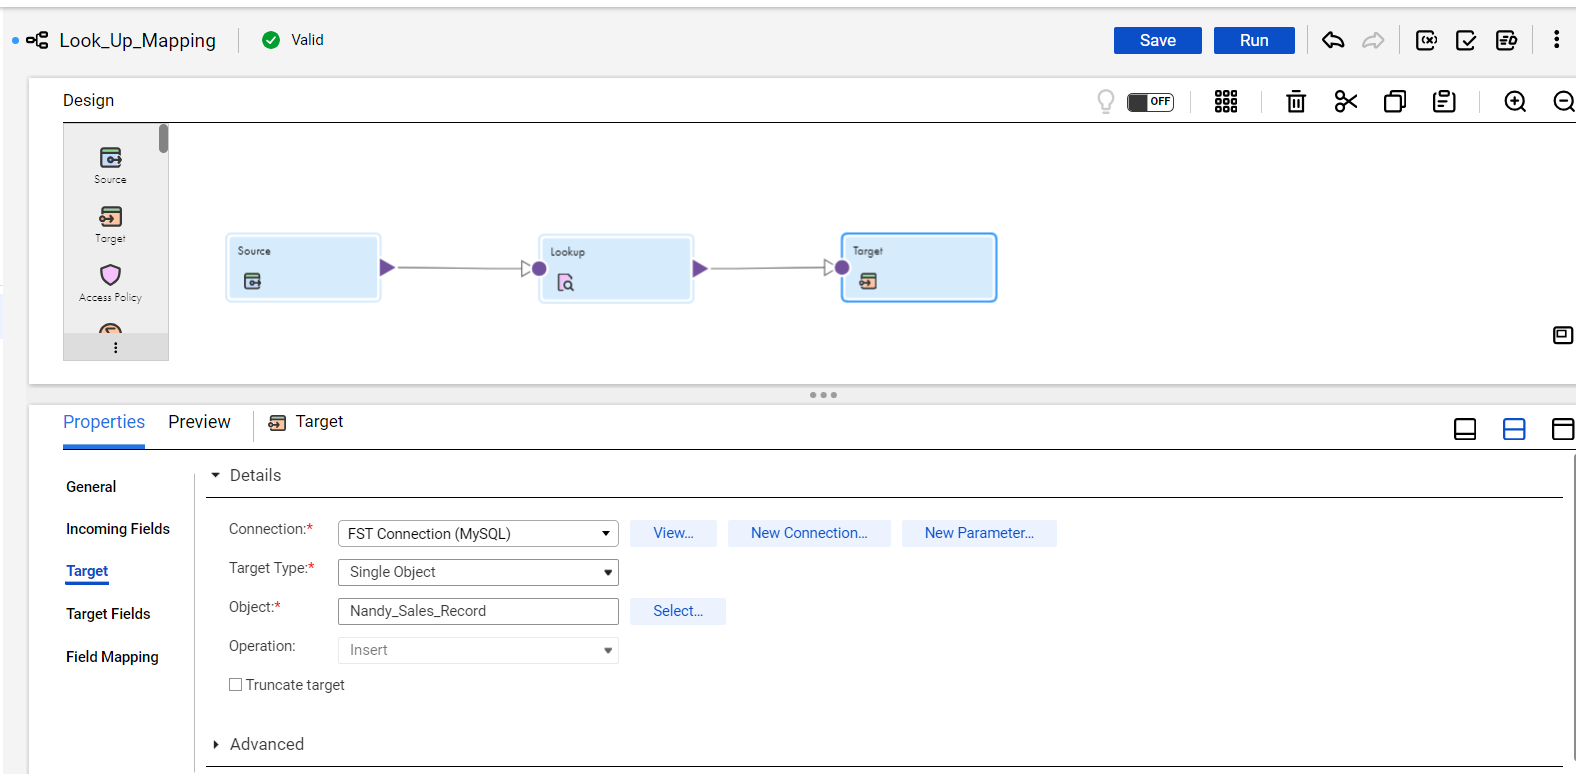 Look_Up_Mapping
Valid
Save
Run
Design
OFF
Source
Target
Access Policy
Source
Lookup
Target
Properties
Preview
Target
General
Incoming Fields
Target
Target Fields
Field Mapping
Details
Connection:*
FST Connection (MySQL)
View...
New Connection...
New Parameter...
Target Type:*
Single Object
Object:*
Nandy_Sales_Record
Select...
Operation:
Insert
Truncate target
Advanced